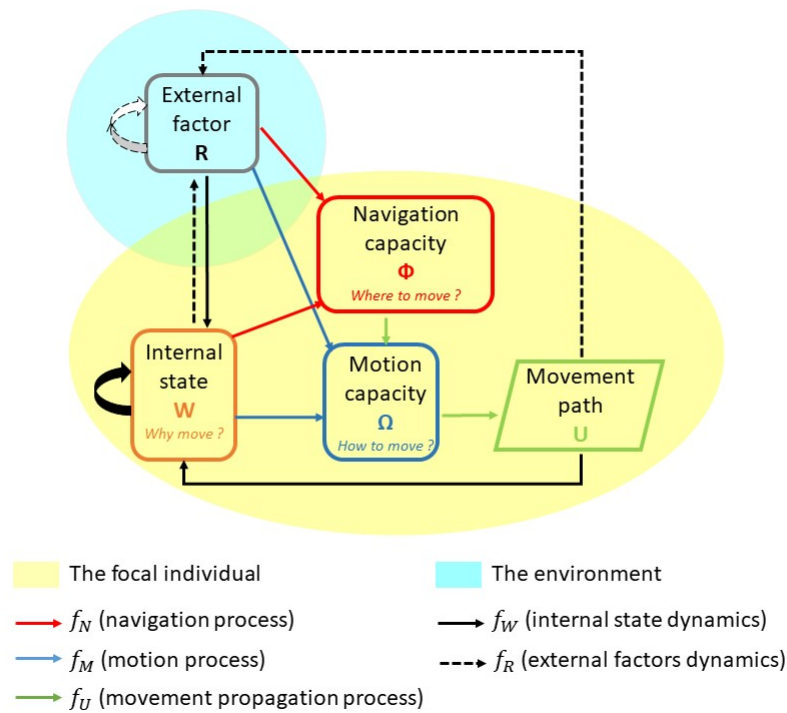 External
factor
R
Navigation
capacity
Φ
Where to move ?
Internal
state
W
Why move ?
Motion
capacity
Ω
How to move ?
Movement
path
U
The focal individual
The environment
f_N (navigation process)
f_W (internal state dynamics)
f_M (motion process)
f_R (external factors dynamics)
f_U (movement propagation process)